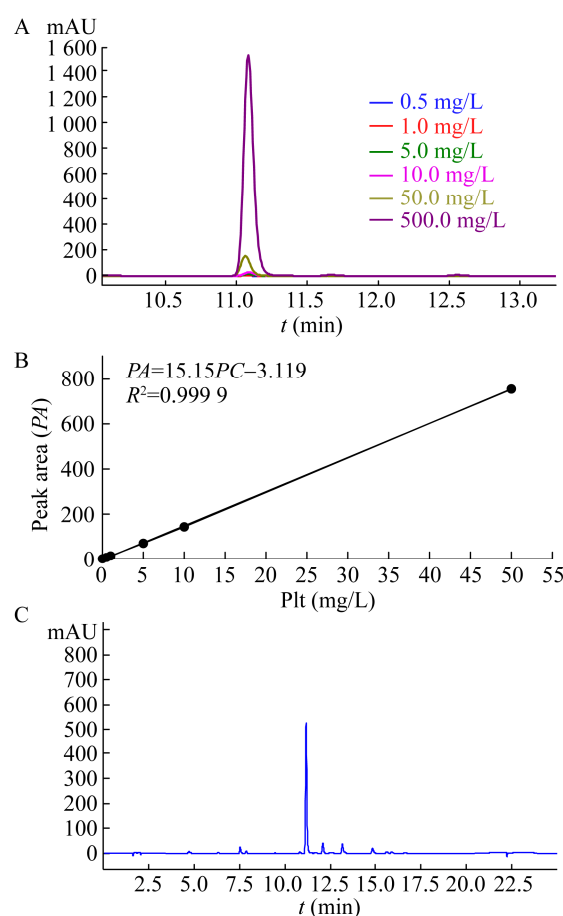 A
mAU
1 600
1 400
1 200
1 000
800
600
400
200
0
0.5 mg/L
1.0 mg/L
5.0 mg/L
10.0 mg/L
50.0 mg/L
500.0 mg/L
10.5 11.0 11.5 12.0 12.5 13.0
t (min)
B
PA=15.15PC–3.119
R²=0.999 9
Peak area (PA)
800
600
400
200
0
0 5 10 15 20 25 30 35 40 45 50 55
Plt (mg/L)
C
mAU
800
700
600
500
400
300
200
100
0
2.5 5.0 7.5 10.0 12.5 15.0 17.5 20.0 22.5
t (min)